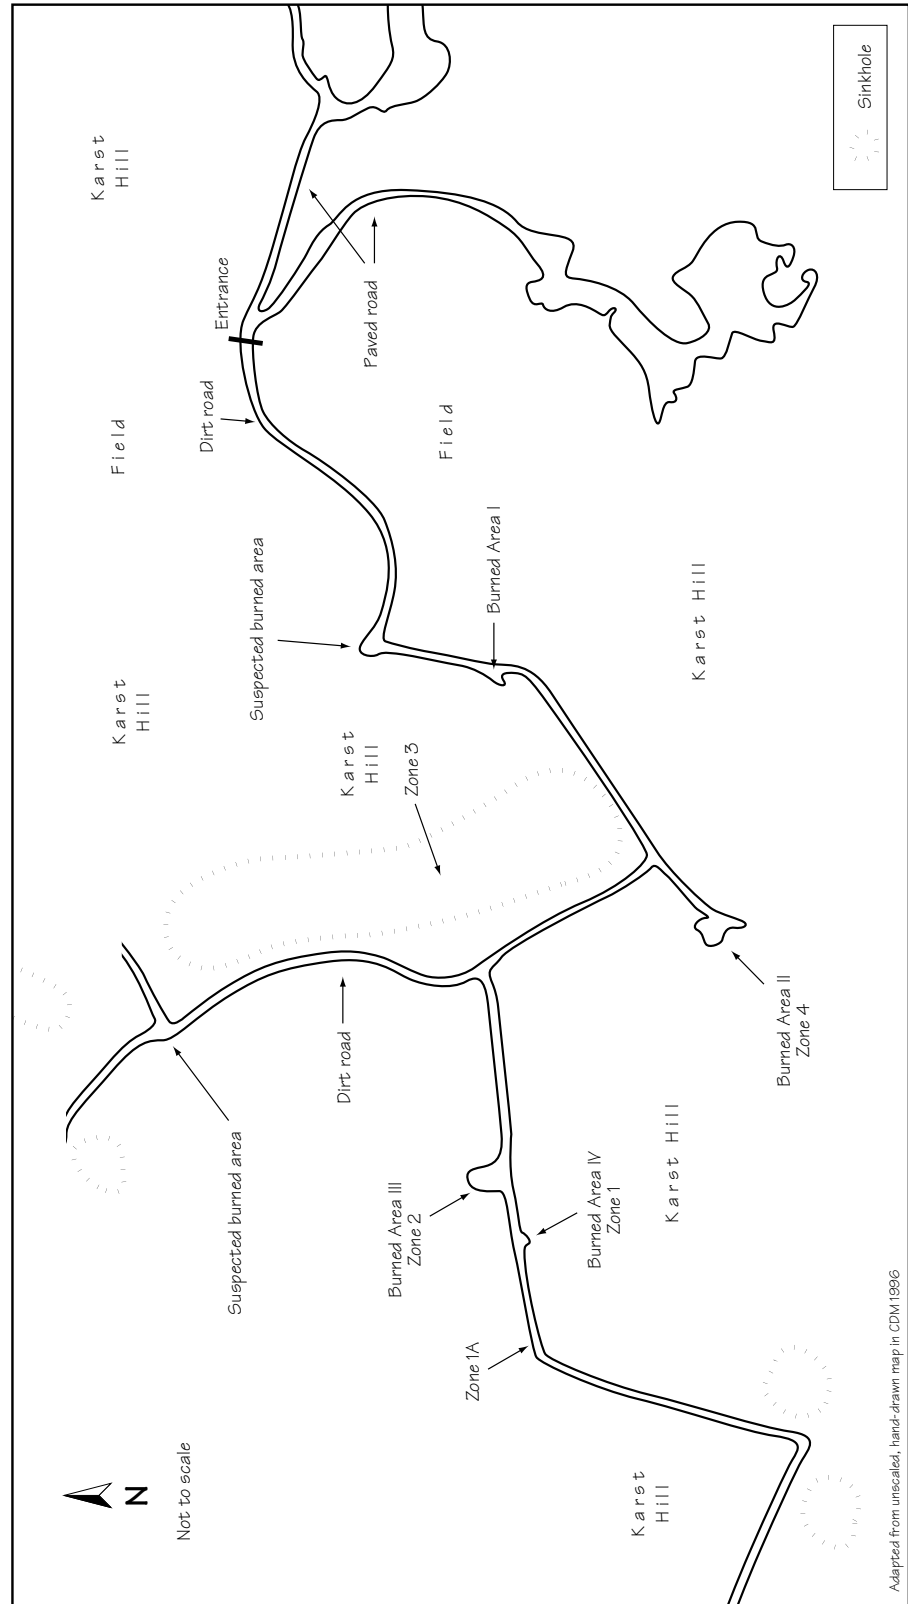 Sinkhole
Karst
Hill
Entrance
Paved road
Dirt road
Field
Field
Suspected burned area
Burned Area I
Karst Hill
Karst
Hill
Karst
Hill
Zone 3
Burned Area II
Zone 4
Dirt road
Suspected burned area
Burned Area III
Zone 2
Burned Area IV
Zone 1
Karst Hill
Zone 1A
Karst
Hill
N
Not to scale
Adapted from unscaled, hand-drawn map in CDM 1996